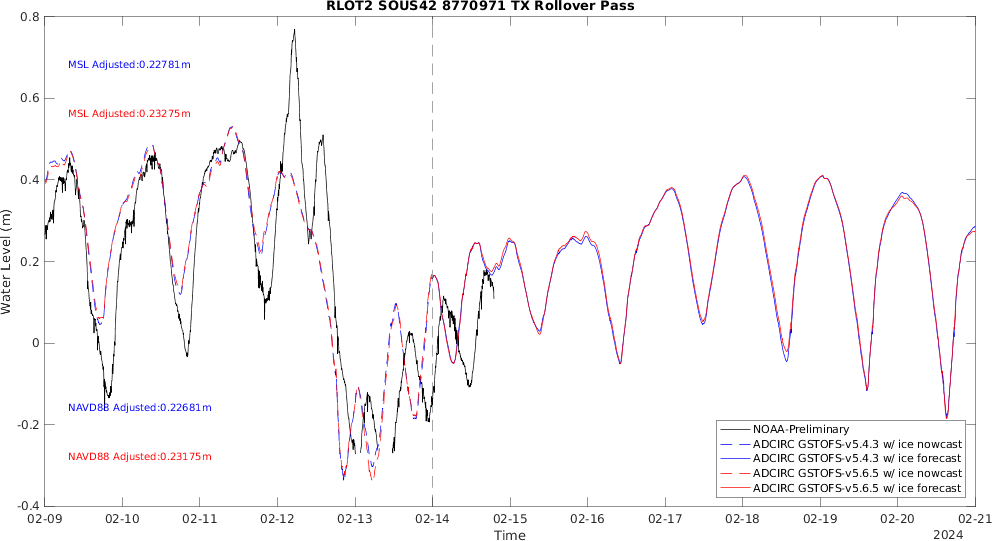 RLOT2 SOUS42 8770971 TX Rollover Pass
0.8
0.6
0.4
0.2
0
-0.2
-0.4
Water Level (m)
MSL Adjusted:0.22781m
MSL Adjusted:0.23275m
NAVD88 Adjusted:0.22681m
NAVD88 Adjusted:0.23175m
NOAA-Preliminary
ADCIRC GSTOFS-v5.4.3 w/ ice nowcast
ADCIRC GSTOFS-v5.4.3 w/ ice forecast
ADCIRC GSTOFS-v5.6.5 w/ ice nowcast
ADCIRC GSTOFS-v5.6.5 w/ ice forecast
02-09 02-10 02-11 02-12 02-13 02-14 02-15 02-16 02-17 02-18 02-19 02-20 02-21
Time
2024